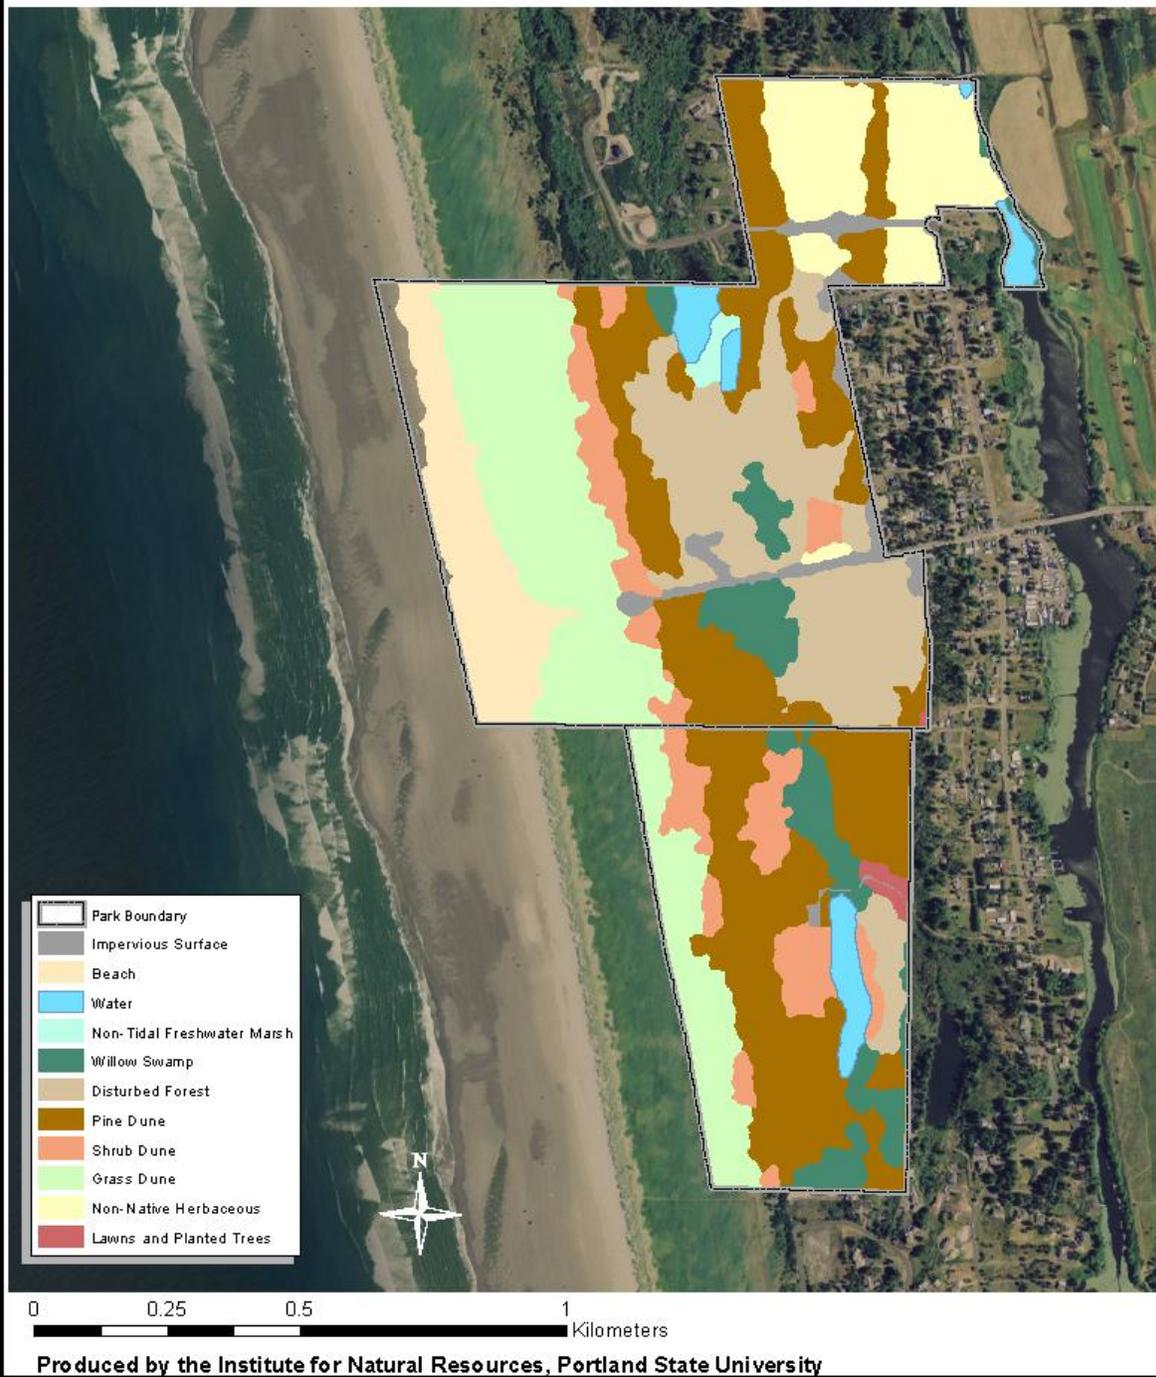 Park Boundary
Impervious Surface
Beach
Water
Non-Tidal Freshwater Marsh
Willow Swamp
Disturbed Forest
Pine Dune
Shrub Dune
Grass Dune
Non-Native Herbaceous
Lawns and Planted Trees
N
0 0.25 0.5 1
Kilometers
Produced by the Institute for Natural Resources, Portland State University